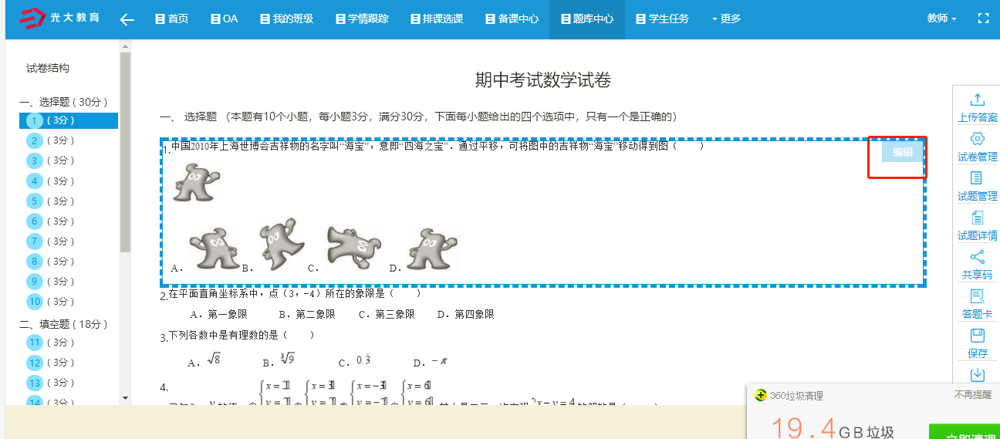 光大教育 首页 OA 我的班级 学情跟踪 排课选课 备课中心 题库中心 学生任务 更多 教师
试卷结构
一、选择题（30分）
1（3分）
2（3分）
3（3分）
4（3分）
5（3分）
6（3分）
7（3分）
8（3分）
9（3分）
10（3分）
二、填空题（18分）
11（3分）
12（3分）
13（3分）
14（3分）
期中考试数学试卷
一、 选择题 （本题有10个小题，每小题3分，满分30分，下面每小题给出的四个选项中，只有一个是正确的）
1.中国2010年上海世博会吉祥物的名字叫“海宝”，意即“四海之宝”．通过平移，可将图中的吉祥物“海宝”移动得到图（ ）
编辑
A． B． C． D．
2.在平面直角坐标系中，点（3，−4）所在的象限是（ ）
A．第一象限 B．第二象限 C．第三象限 D．第四象限
3.下列各数中是有理数的是（ ）
A．√8 B．∛9 C．0.3̇ D．−π
4.
上传答案
试卷管理
试题管理
试题详情
共享码
答题卡
保存
360垃圾清理 不再提醒
19.4GB垃圾
立即清理